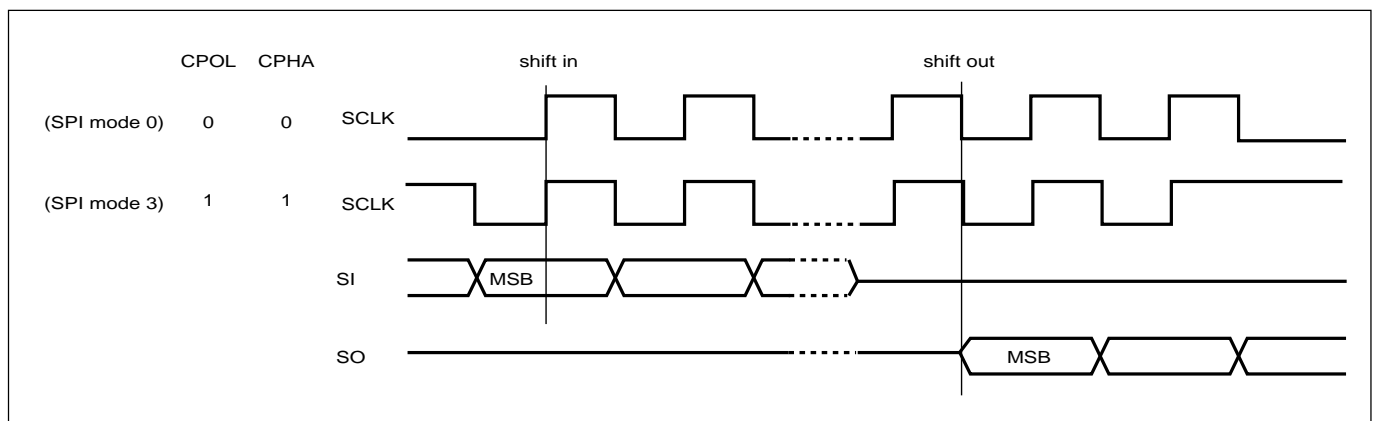 CPOL CPHA shift in shift out
(SPI mode 0) 0 0 SCLK
(SPI mode 3) 1 1 SCLK
SI MSB
SO MSB